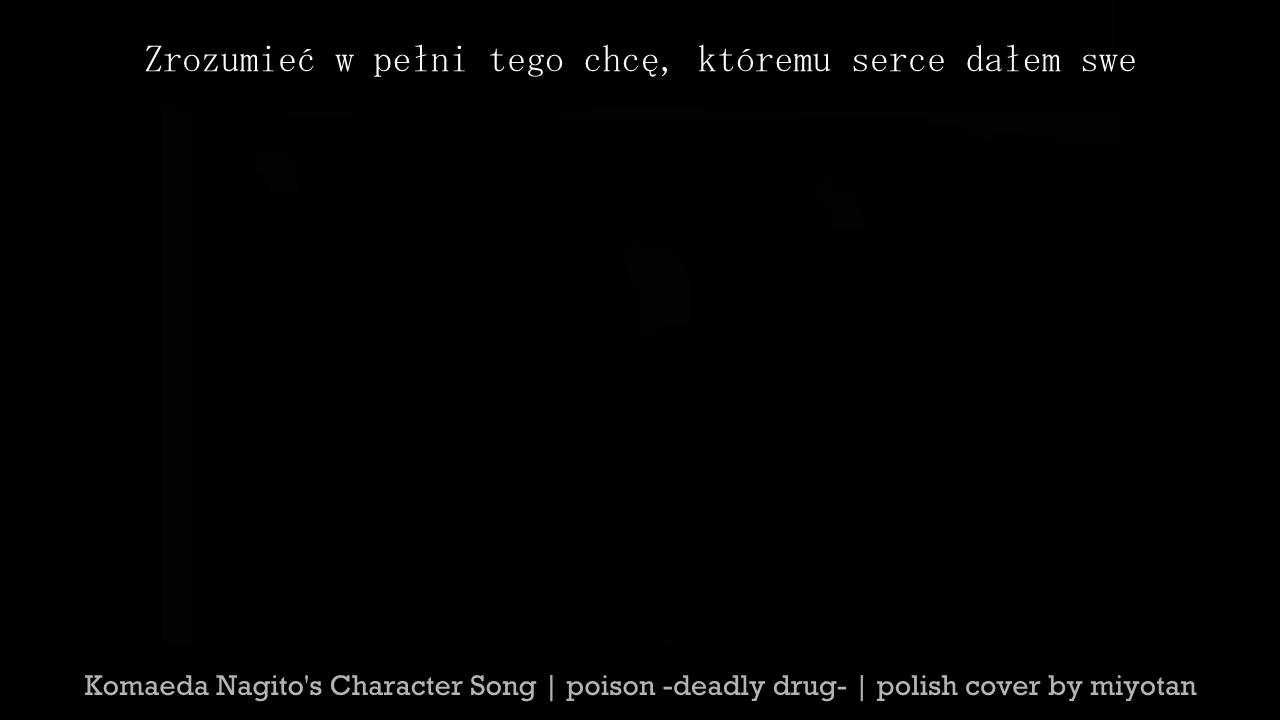 Zrozumieć w pełni tego chcę, któremu serce dałem swe
Komaeda Nagito's Character Song | poison -deadly drug- | polish cover by miyotan